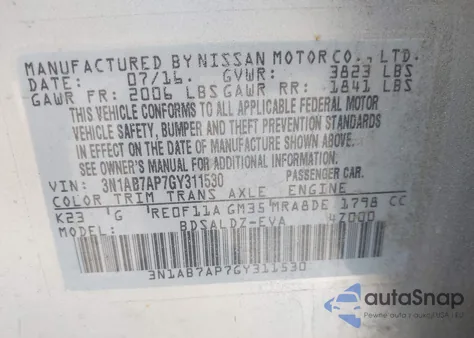 MANUFACTURED BY NISSAN MOTOR CO., LTD.
DATE: 07/16. GVWR: 3823 LBS
GAWR FR: 2006 LBS GAWR RR: 1841 LBS
THIS VEHICLE CONFORMS TO ALL APPLICABLE FEDERAL MOTOR
VEHICLE SAFETY, BUMPER AND THEFT PREVENTION STANDARDS
IN EFFECT ON THE DATE OF MANUFACTURE SHOWN ABOVE.
SEE OWNER'S MANUAL FOR ADDITIONAL INFORMATION.
VIN: 3N1AB7AP7GY311530 PASSENGER CAR.
COLOR TRIM TRANS AXLE ENGINE
K23 G RE0F11A GM35 MRA8DE 1798 CC
MODEL: BDSALDZ-EVA 47000
3N1AB7AP7GY311530
autoSnap